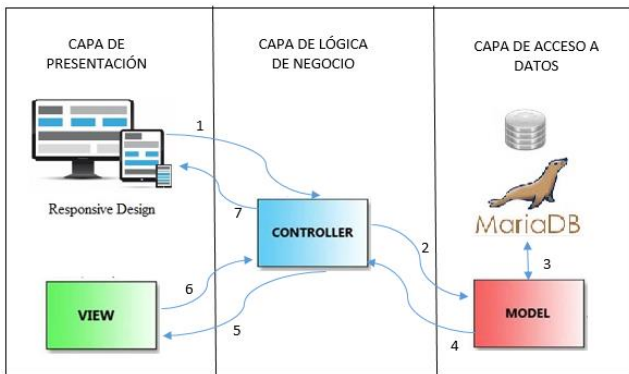 CAPA DE
PRESENTACIÓN
CAPA DE LÓGICA
DE NEGOCIO
CAPA DE ACCESO A
DATOS
1
Responsive Design
7
CONTROLLER
2
MariaDB
3
6
VIEW
5
4
MODEL